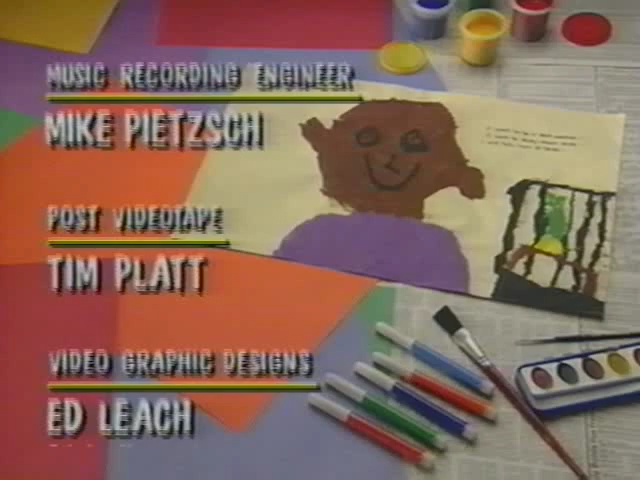 MUSIC RECORDING ENGINEER
MIKE PIETZSCH
POST VIDEOTAPE
TIM PLATT
VIDEO GRAPHIC DESIGNS
ED LEACH